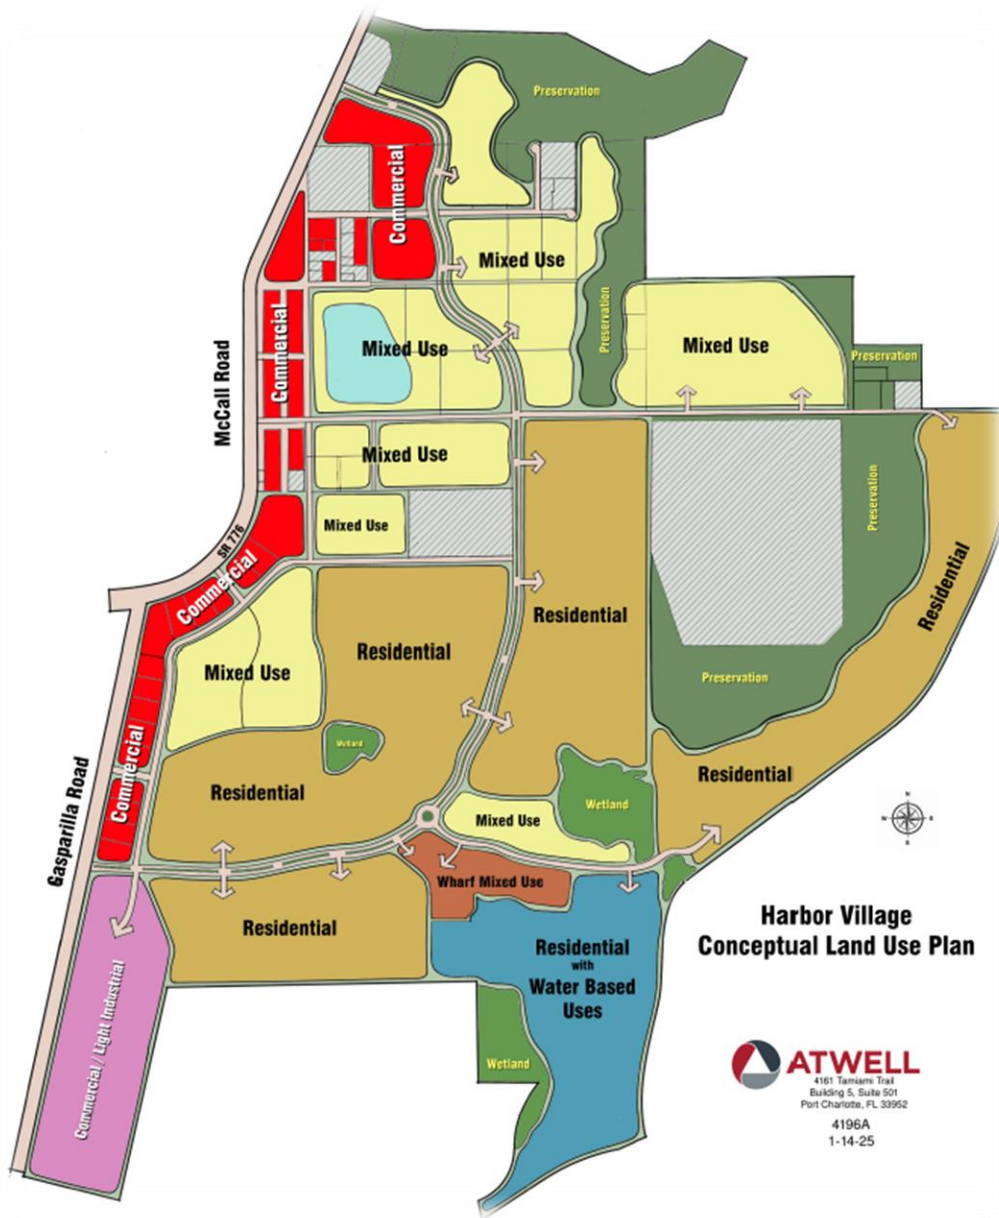 Preservation
Commercial
Mixed Use
Preservation
Mixed Use
Mixed Use
Preservation
Commercial
McCall Road
Mixed Use
Preservation
Mixed Use
SR 776
Commercial
Residential
Residential
Residential
Mixed Use
Preservation
Wetland
Residential
Residential
Commercial
Gasparilla Road
Wetland
Mixed Use
N
W
E
S
Wharf Mixed Use
Residential
Residential
with
Water Based
Uses
Harbor Village
Conceptual Land Use Plan
Commercial / Light Industrial
Wetland
ATWELL
4161 Tamiami Trail
Building 5, Suite 501
Port Charlotte, FL 33952
4196A
1-14-25